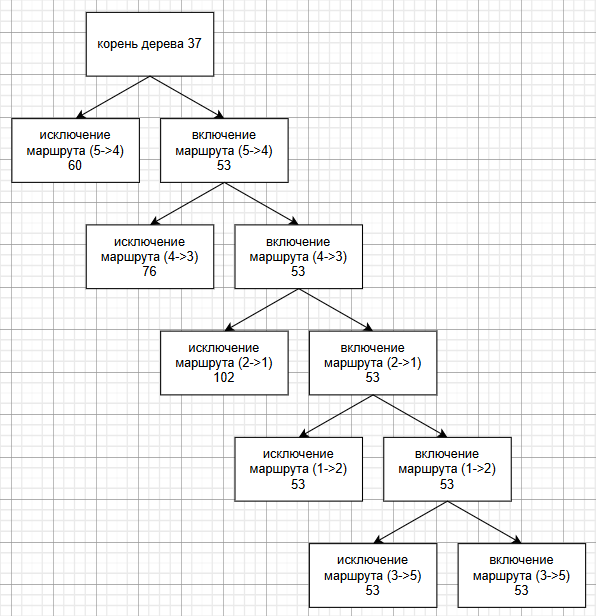 корень дерева 37
исключение
маршрута (5->4)
60
включение
маршрута (5->4)
53
исключение
маршрута (4->3)
76
включение
маршрута (4->3)
53
исключение
маршрута (2->1)
102
включение
маршрута (2->1)
53
исключение
маршрута (1->2)
53
включение
маршрута (1->2)
53
исключение
маршрута (3->5)
53
включение
маршрута (3->5)
53